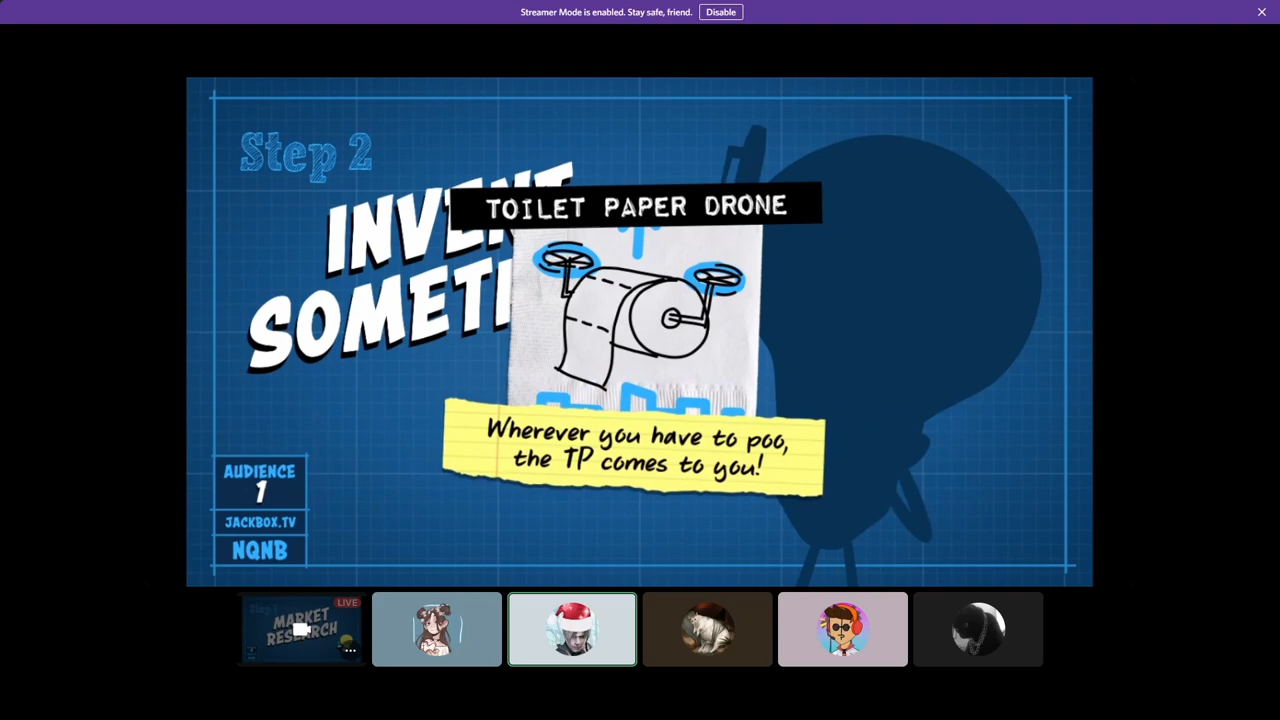 Streamer Mode is enabled. Stay safe, friend.
Disable
Step 2
TOILET PAPER DRONE
Wherever you have to poo,
the TP comes to you!
AUDIENCE
1
JACKBOX.TV
NQNB
LIVE
MARKET
RESEARCH